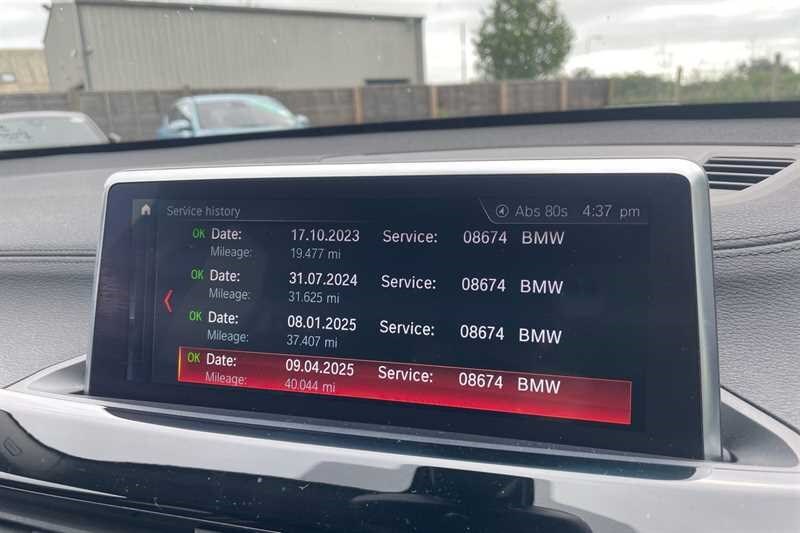 Service history Abs 80s 4:37 pm
OK Date: 17.10.2023 Service: 08674 BMW
Mileage: 19.477 mi
OK Date: 31.07.2024 Service: 08674 BMW
Mileage: 31.625 mi
OK Date: 08.01.2025 Service: 08674 BMW
Mileage: 37.407 mi
OK Date: 09.04.2025 Service: 08674 BMW
Mileage: 40.044 mi